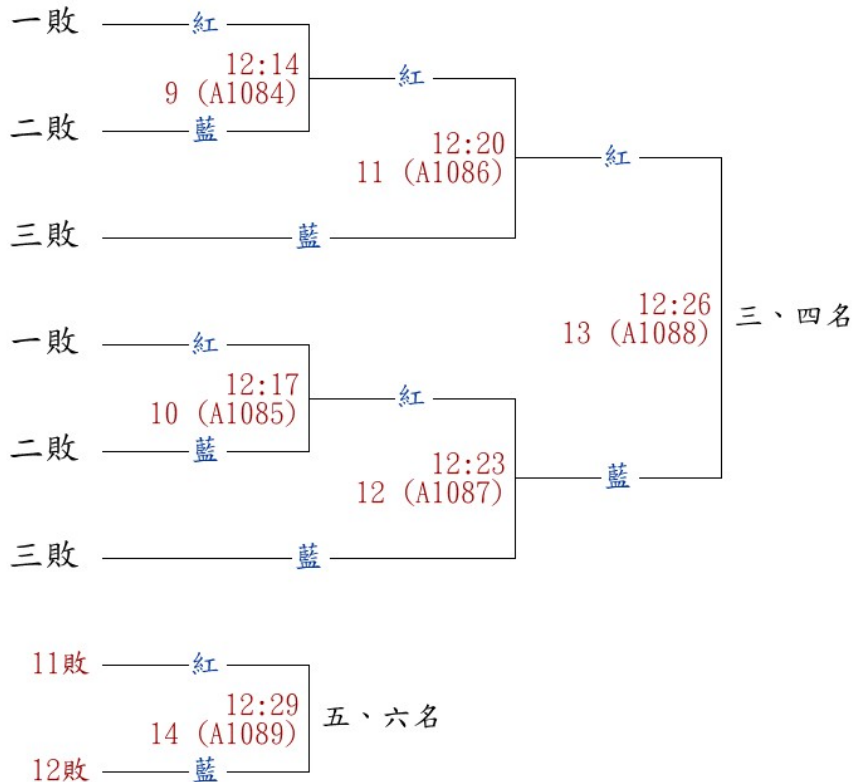 一敗
紅
12:14
9 (A1084)
紅
二敗
藍
12:20
11 (A1086)
紅
三敗
藍
12:26
13 (A1088)
三、四名
一敗
紅
12:17
10 (A1085)
紅
二敗
藍
12:23
12 (A1087)
藍
三敗
藍
11敗
紅
12:29
14 (A1089)
五、六名
12敗
藍